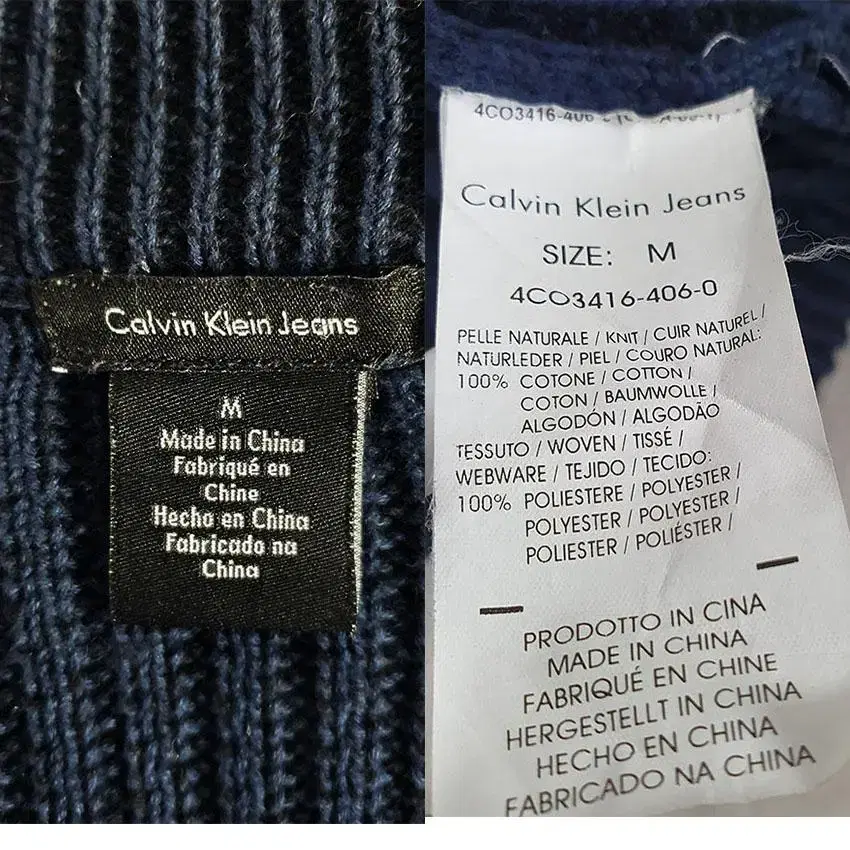 Calvin Klein Jeans
M
Made in China
Fabriqué en
Chine
Hecho en China
Fabricado na
China
4CO3416-406
Calvin Klein Jeans
SIZE: M
4CO3416-406-0
PELLE NATURALE / KNIT / CUIR NATUREL /
NATURLEDER / PIEL / COURO NATURAL:
100% COTONE / COTTON /
COTON / BAUMWOLLE /
ALGODÓN / ALGODÃO
TESSUTO / WOVEN / TISSÉ /
WEBWARE / TEJIDO / TECIDO:
100% POLIESTERE / POLYESTER /
POLYESTER / POLYESTER /
POLIESTER / POLIÉSTER /
PRODOTTO IN CINA
MADE IN CHINA
FABRIQUÉ EN CHINE
HERGESTELLT IN CHINA
HECHO EN CHINA
FABRICADO NA CHINA